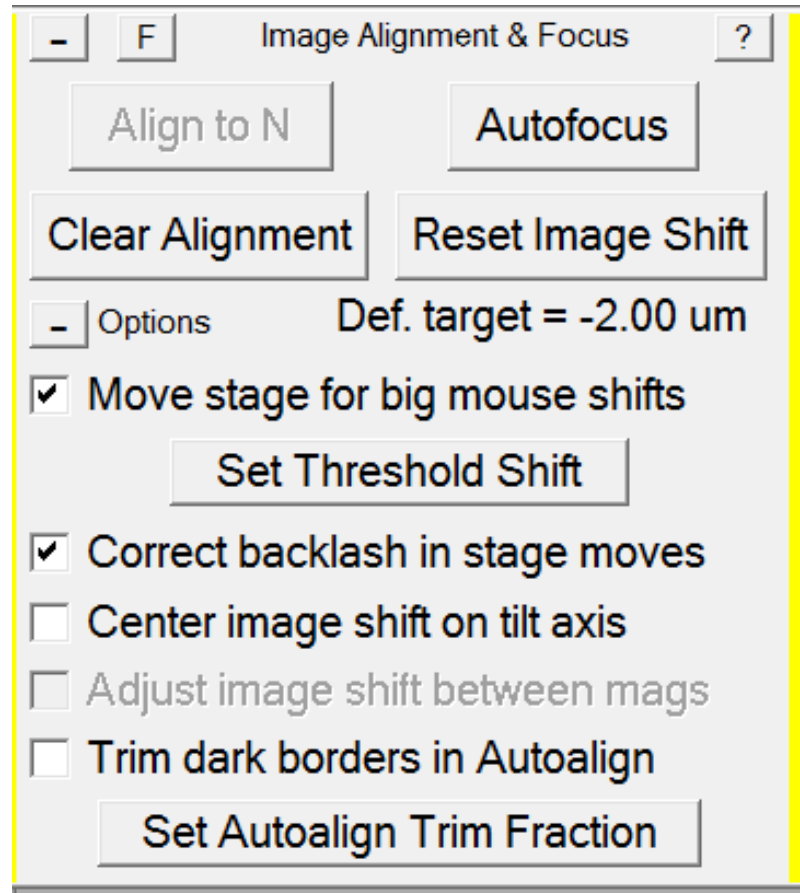 - F Image Alignment & Focus ?
Align to N Autofocus
Clear Alignment Reset Image Shift
- Options Def. target = -2.00 um
Move stage for big mouse shifts
Set Threshold Shift
Correct backlash in stage moves
Center image shift on tilt axis
Adjust image shift between mags
Trim dark borders in Autoalign
Set Autoalign Trim Fraction